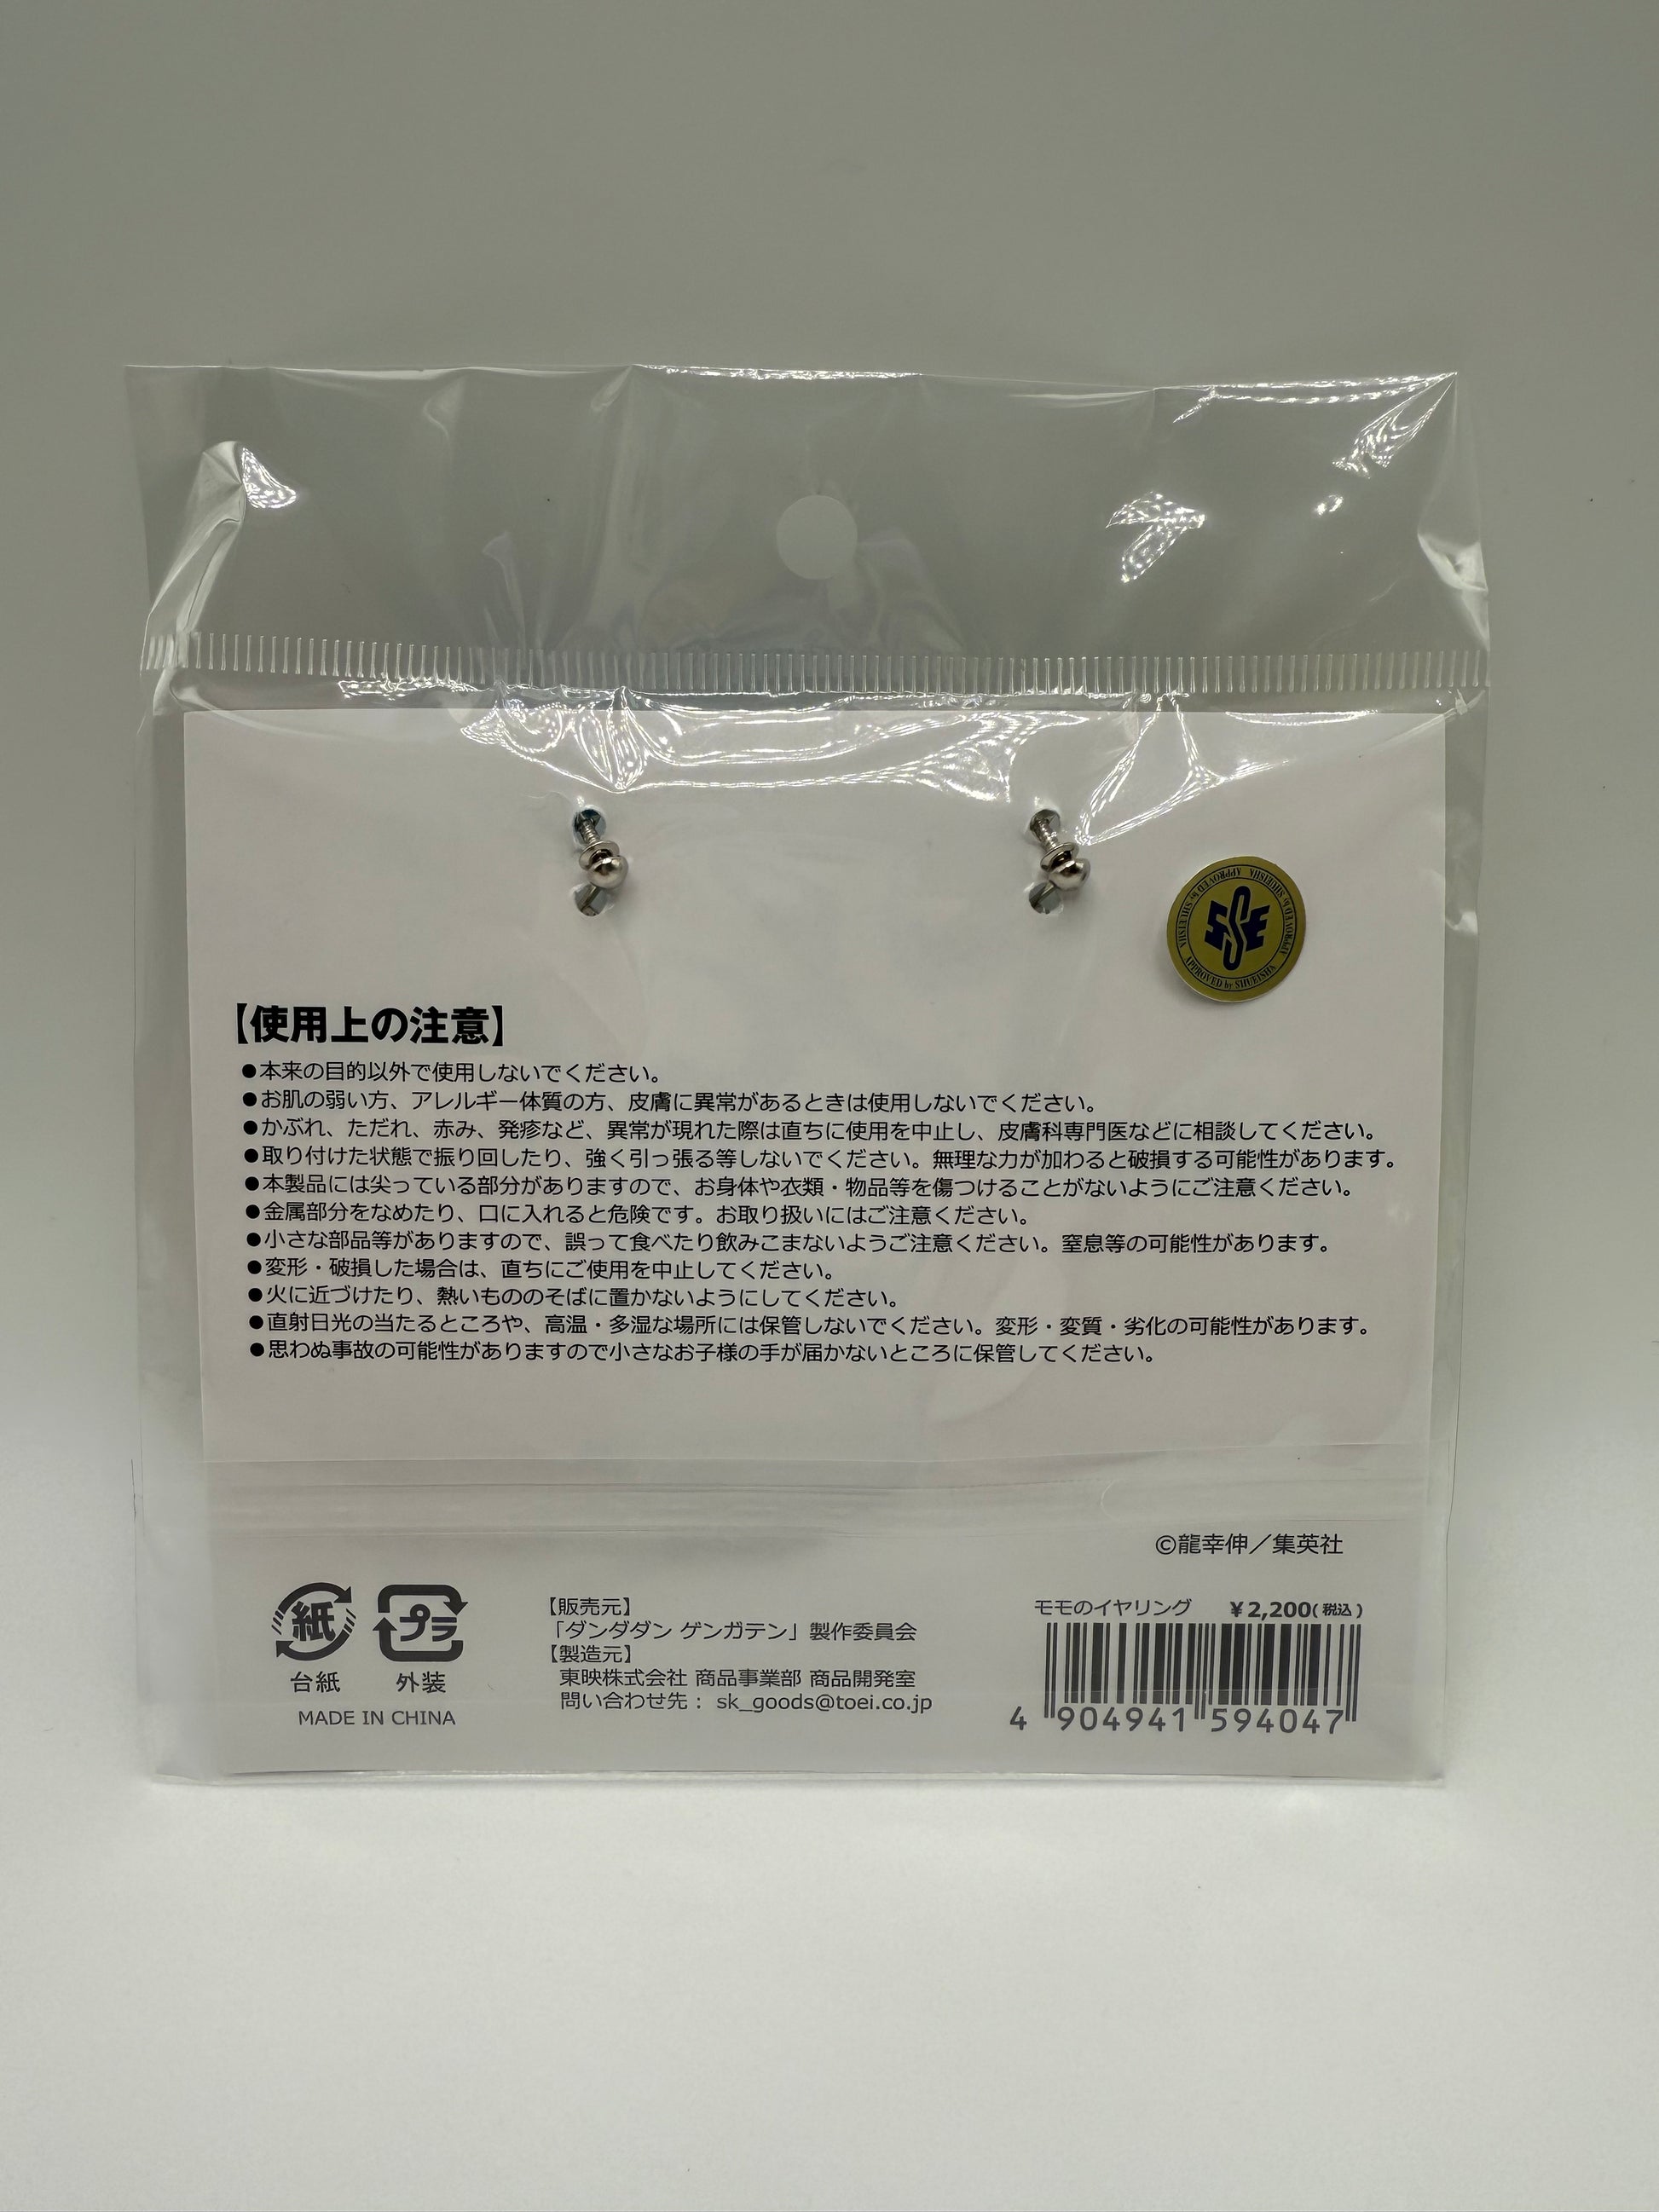 SSE
APPROVED by SHUEISHA APPROVED by SHUEISHA APPROVED by SHUEISHA
【使用上の注意】
●本来の目的以外で使用しないでください。
●お肌の弱い方、アレルギー体質の方、皮膚に異常があるときは使用しないでください。
●かぶれ、ただれ、赤み、発疹など、異常が現れた際は直ちに使用を中止し、皮膚科専門医などに相談してください。
●取り付けた状態で振り回したり、強く引っ張る等しないでください。無理な力が加わると破損する可能性があります。
●本製品には尖っている部分がありますので、お身体や衣類・物品等を傷つけることがないようにご注意ください。
●金属部分をなめたり、口に入れると危険です。お取り扱いにはご注意ください。
●小さな部品等がありますので、誤って食べたり飲みこまないようご注意ください。窒息等の可能性があります。
●変形・破損した場合は、直ちにご使用を中止してください。
●火に近づけたり、熱いもののそばに置かないようにしてください。
●直射日光の当たるところや、高温・多湿な場所には保管しないでください。変形・変質・劣化の可能性があります。
●思わぬ事故の可能性がありますので小さなお子様の手が届かないところに保管してください。
©龍幸伸／集英社
紙
台紙
プラ
外装
MADE IN CHINA
【販売元】
「ダンダダン ゲンガテン」製作委員会
【製造元】
東映株式会社 商品事業部 商品開発室
問い合わせ先： sk_goods@toei.co.jp
モモのイヤリング ¥2,200(税込)
4 904941 594047